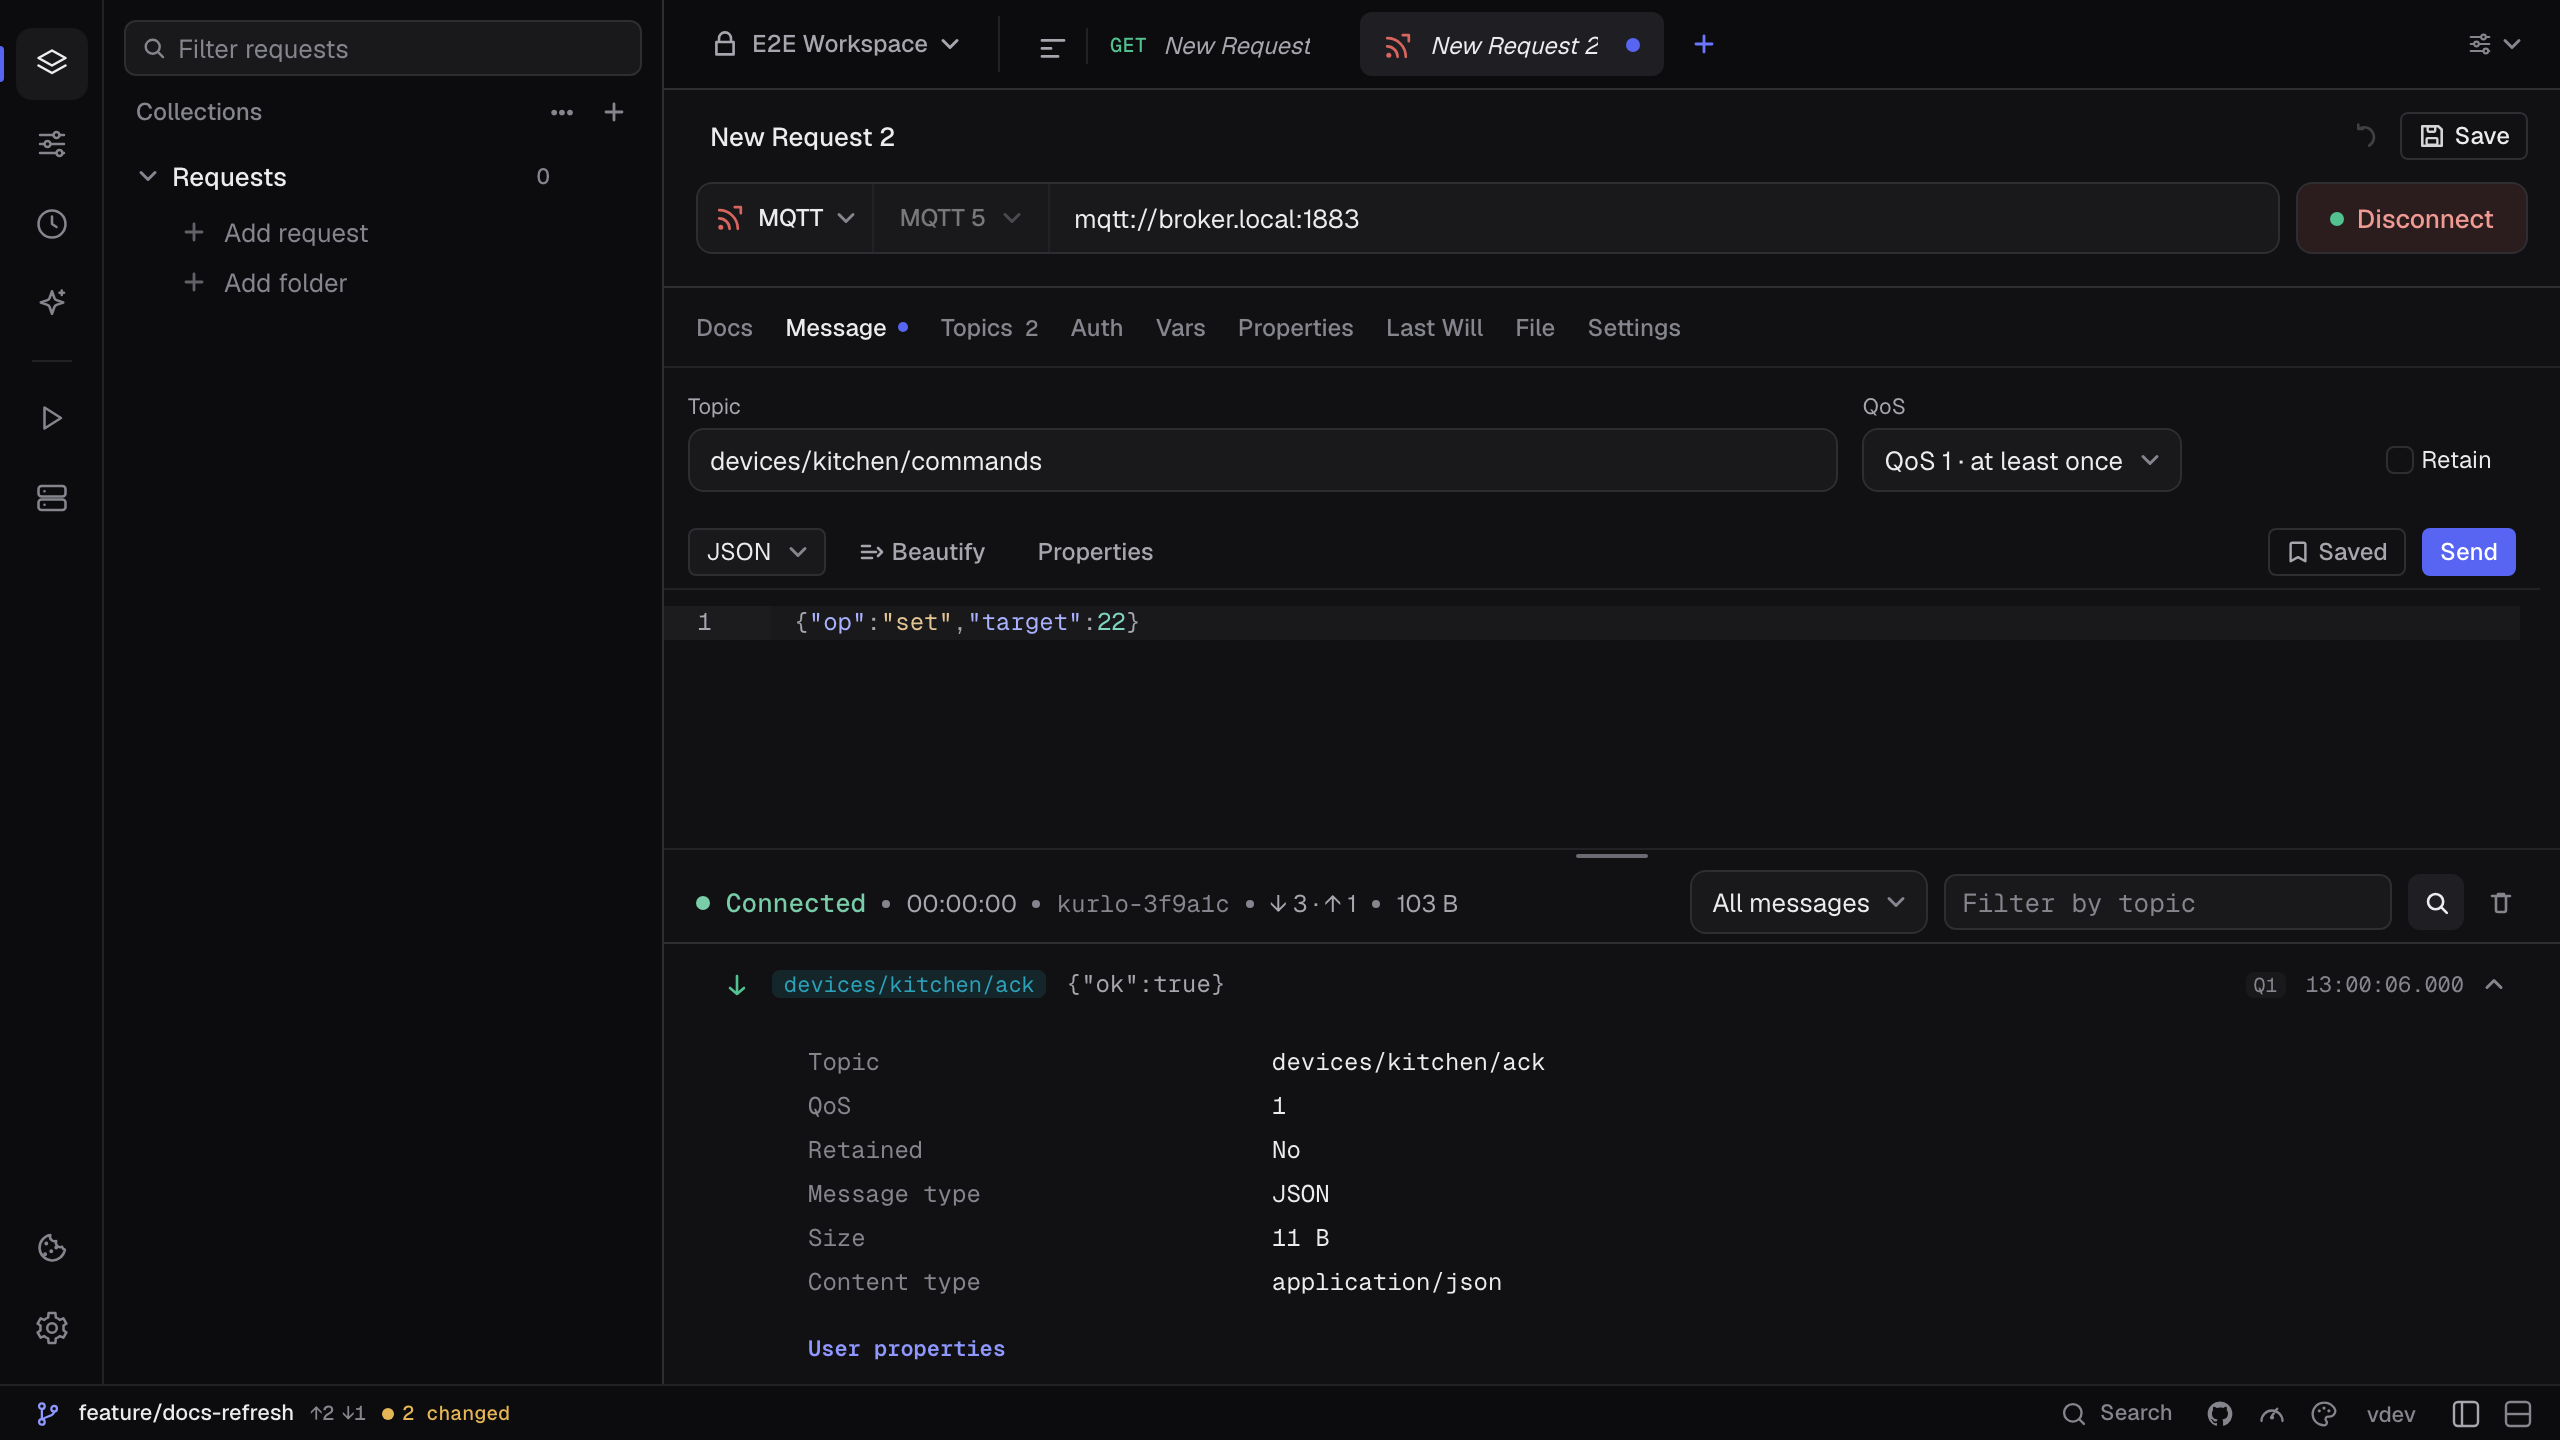 Filter requests
Collections
Requests 0
Add request
Add folder
E2E Workspace
GET New Request
New Request 2
New Request 2
Save
MQTT
MQTT 5
mqtt://broker.local:1883
Disconnect
Docs Message Topics 2 Auth Vars Properties Last Will File Settings
Topic
QoS
devices/kitchen/commands
QoS 1 · at least once
Retain
JSON
Beautify
Properties
Saved
Send
1 {"op":"set","target":22}
Connected • 00:00:00 • kurlo-3f9a1c • ↓ 3 · ↑ 1 • 103 B
All messages
Filter by topic
↓ devices/kitchen/ack {"ok":true} Q1 13:00:06.000
Topic devices/kitchen/ack
QoS 1
Retained No
Message type JSON
Size 11 B
Content type application/json
User properties
feature/docs-refresh ↑2 ↓1 2 changed
Search
vdev